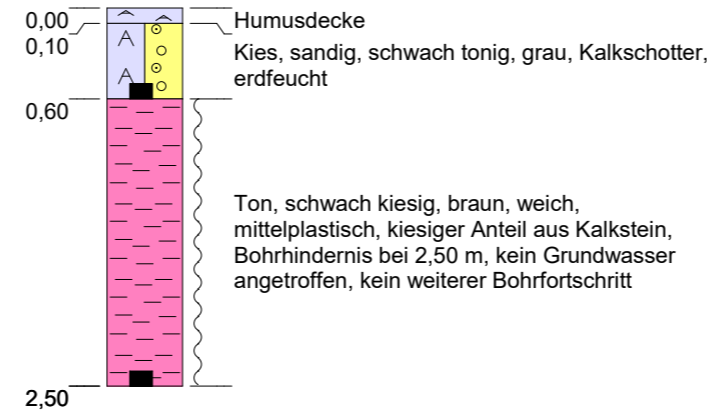 0,00
Humusdecke
0,10
Kies, sandig, schwach tonig, grau, Kalkschotter,
erdfeucht
A
A
0,60
Ton, schwach kiesig, braun, weich,
mittelplastisch, kiesiger Anteil aus Kalkstein,
Bohrhindernis bei 2,50 m, kein Grundwasser
angetroffen, kein weiterer Bohrfortschritt
2,50